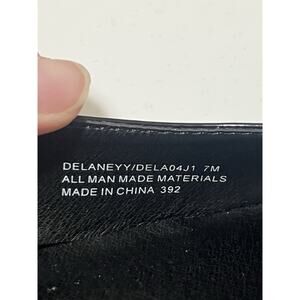 DELANEYY/DELA04J1 7M
ALL MAN MADE MATERIALS
MADE IN CHINA 392